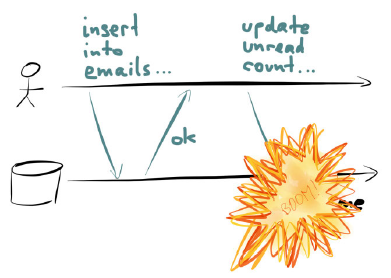 insert
into
emails...
update
unread
count...
ok
BOOM!